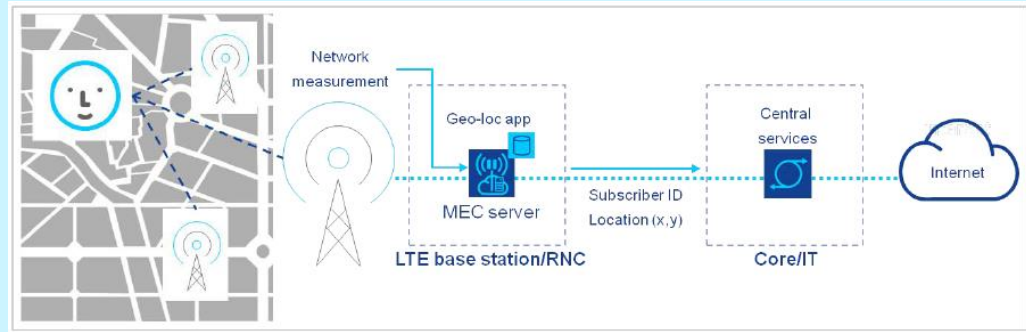 Network
measurement
Geo-loc app
MEC server
LTE base station/RNC
Subscriber ID
Location (x,y)
Central
services
Core/IT
Internet